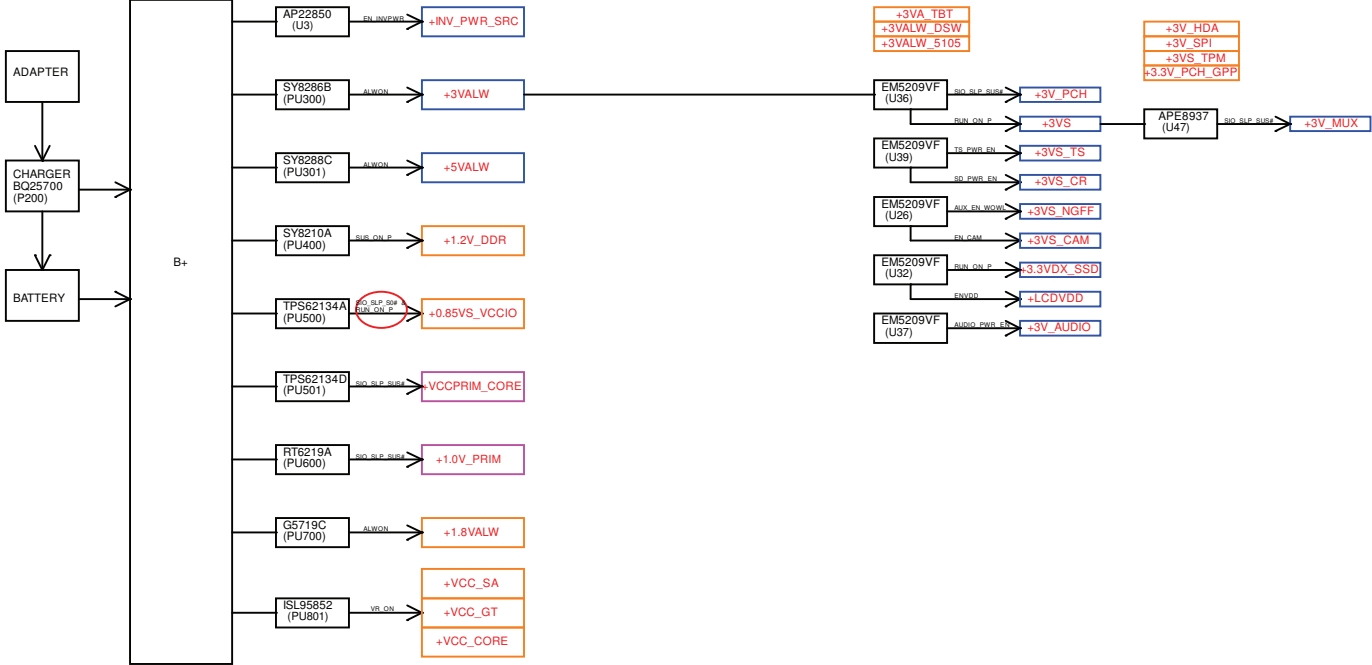 ADAPTER
CHARGER
BQ25700
(P200)
BATTERY
B+
AP22850
(U3)
EN_INVPWR
+INV_PWR_SRC
SY8286B
(PU300)
ALWON
+3VALW
SY8288C
(PU301)
ALWON
+5VALW
SY8210A
(PU400)
SUS_ON_P
+1.2V_DDR
TPS62134A
(PU500)
SIO_SLP_S0# &
RUN_ON_P
+0.85VS_VCCIO
TPS62134D
(PU501)
SIO_SLP_SUS#
+VCCPRIM_CORE
RT6219A
(PU600)
SIO_SLP_SUS#
+1.0V_PRIM
G5719C
(PU700)
ALWON
+1.8VALW
ISL95852
(PU801)
VR_ON
+VCC_SA
+VCC_GT
+VCC_CORE
+3VA_TBT
+3VALW_DSW
+3VALW_5105
EM5209VF
(U36)
SIO_SLP_SUS#
+3V_PCH
RUN_ON_P
+3VS
EM5209VF
(U39)
TS_PWR_EN
+3VS_TS
SD_PWR_EN
+3VS_CR
EM5209VF
(U26)
AUX_EN_WOWL
+3VS_NGFF
EN_CAM
+3VS_CAM
EM5209VF
(U32)
RUN_ON_P
+3.3VDX_SSD
ENVDD
+LCDVDD
EM5209VF
(U37)
AUDIO_PWR_EN
+3V_AUDIO
+3V_HDA
+3V_SPI
+3VS_TPM
+3.3V_PCH_GPP
APE8937
(U47)
SIO_SLP_SUS#
+3V_MUX